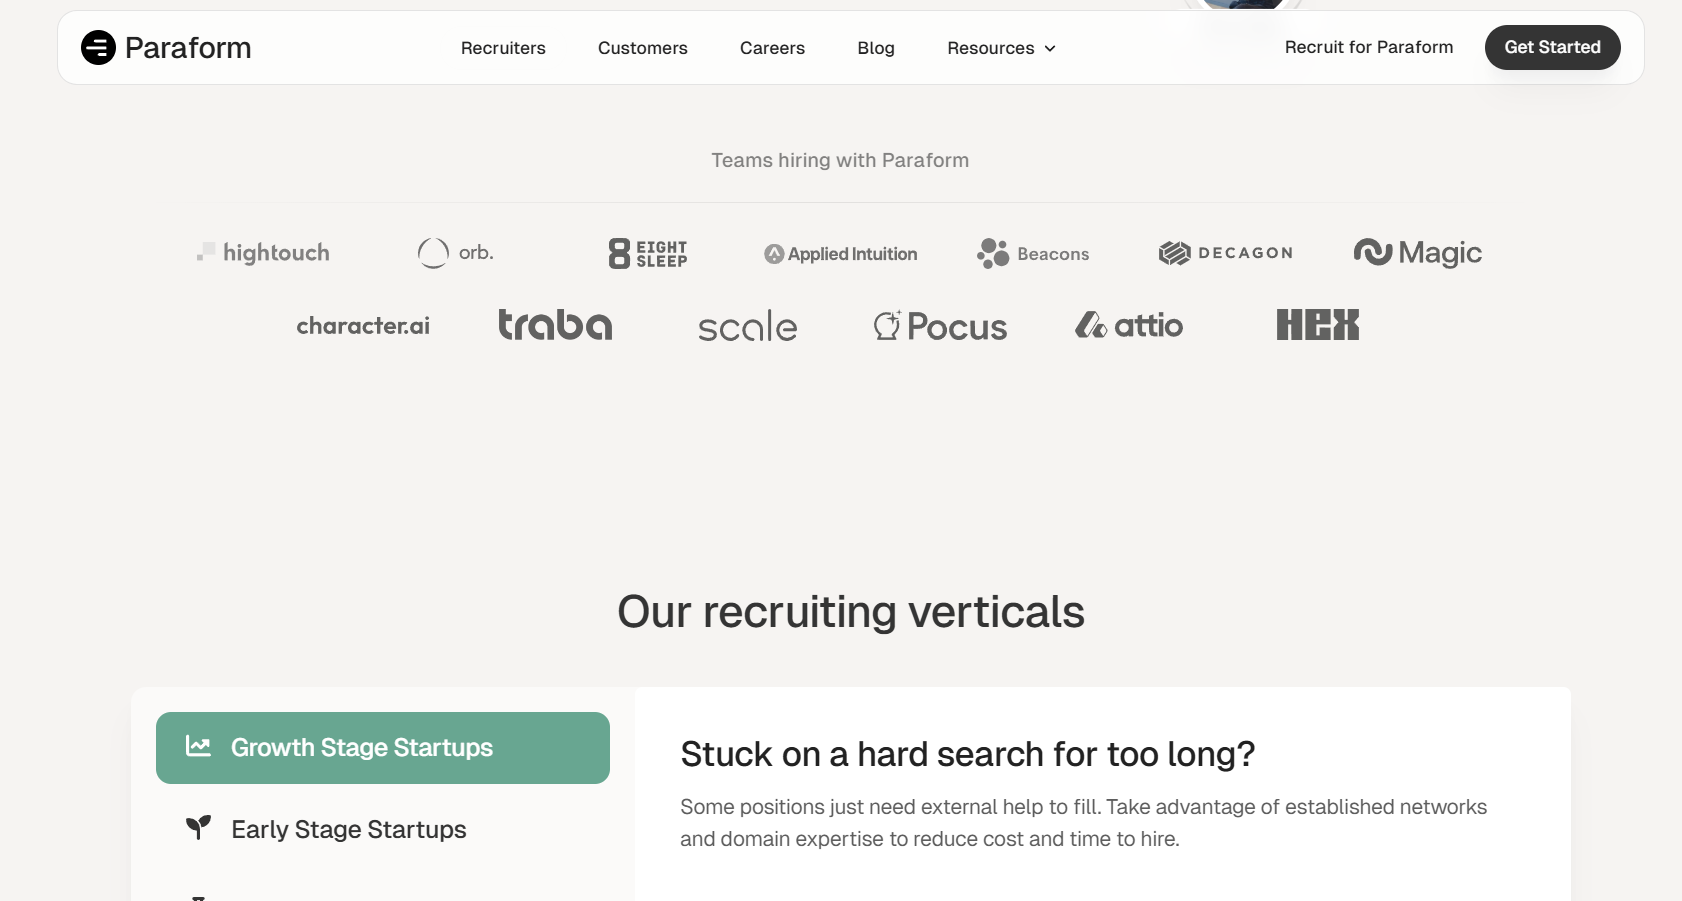 Paraform
Recruiters
Customers
Careers
Blog
Resources
Recruit for Paraform
Get Started
Teams hiring with Paraform
hightouch
orb.
8 EIGHT
SLEEP
Applied Intuition
Beacons
DECAGON
Magic
character.ai
traba
scale
Pocus
attio
HEX
Our recruiting verticals
Growth Stage Startups
Early Stage Startups
Stuck on a hard search for too long?
Some positions just need external help to fill. Take advantage of established networks
and domain expertise to reduce cost and time to hire.